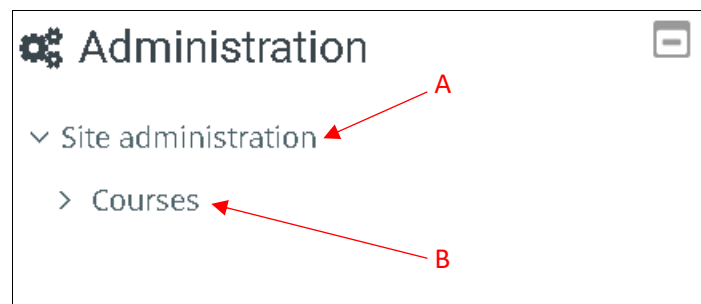 Administration
A
Site administration
Courses
B